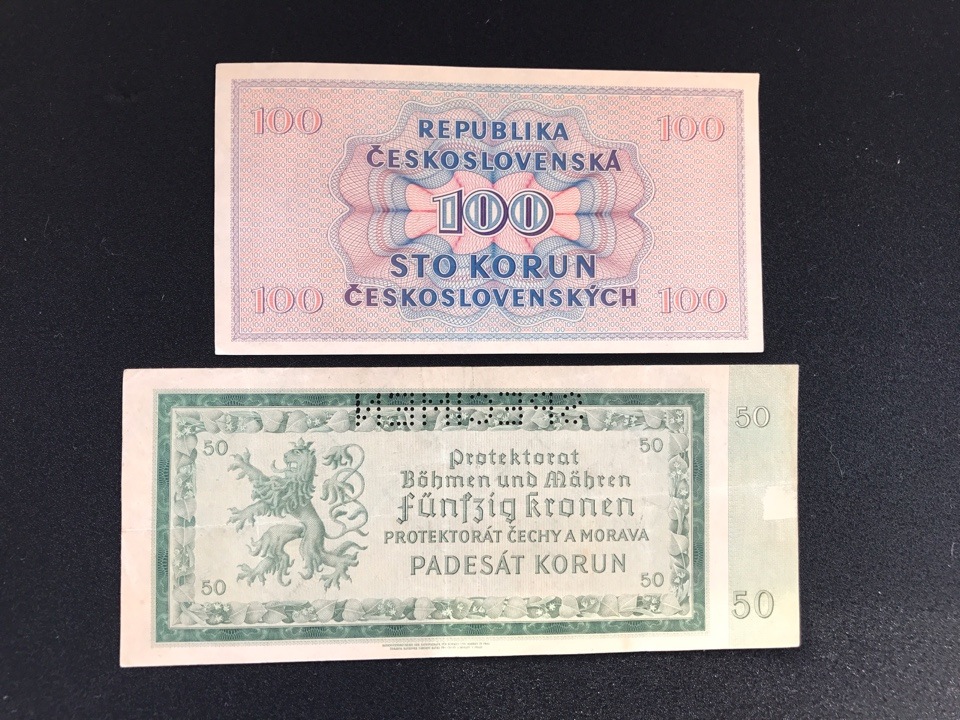 100 100
REPUBLIKA
ČESKOSLOVENSKÁ
100
STO KORUN
ČESKOSLOVENSKÝCH
100 100
SPECIMEN
50 50 50
Protektorat
Böhmen und Mähren
Fünfzig Kronen
PROTEKTORÁT ČECHY A MORAVA
PADESÁT KORUN
50 50 50